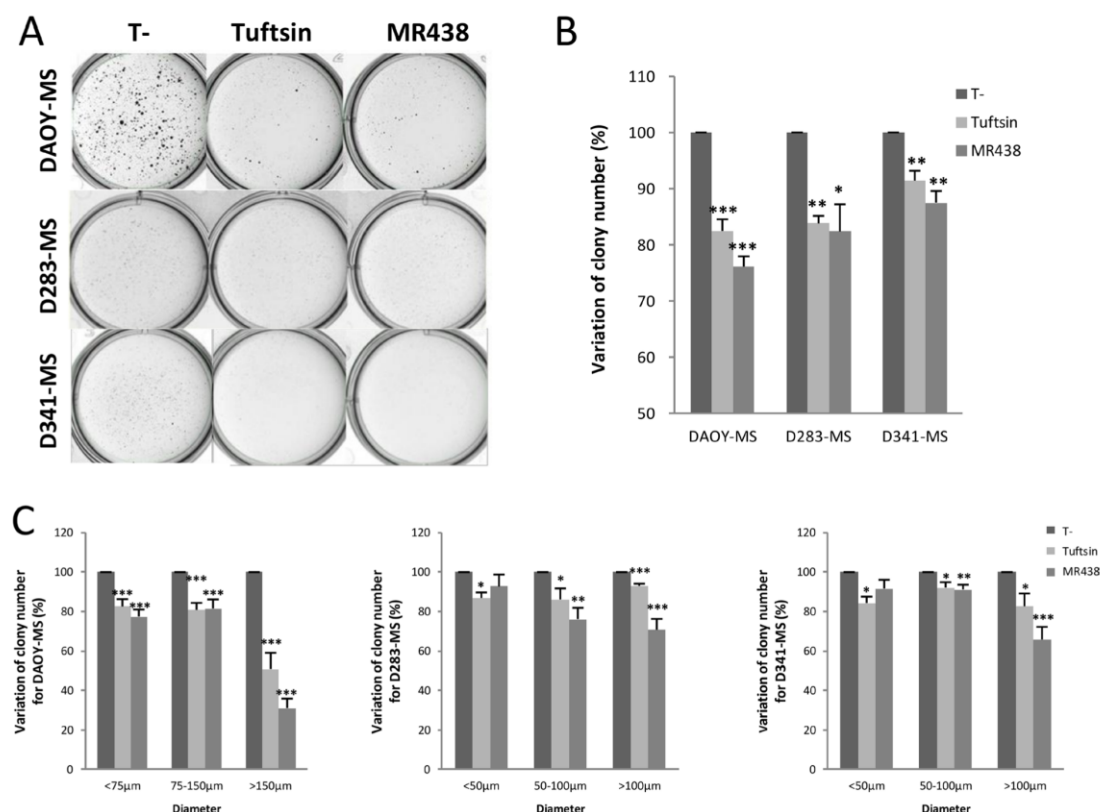 A
T-
Tuftsin
MR438
DAOY-MS
D283-MS
D341-MS
B
Variation of clony number (%)
110
100
90
80
70
60
50
***
***
**
*
**
**
DAOY-MS
D283-MS
D341-MS
T-
Tuftsin
MR438
C
Variation of clony number
for DAOY-MS (%)
120
100
80
60
40
20
0
***
***
***
***
***
***
<75µm
75-150µm
>150µm
Diameter
Variation of clony number
for D283-MS (%)
120
100
80
60
40
20
0
*
*
**
***
***
<50µm
50-100µm
>100µm
Diameter
variation of clony number
for D341-MS (%)
120
100
80
60
40
20
0
*
*
**
*
***
<50µm
50-100µm
>100µm
Diameter
T-
Tuftsin
MR438